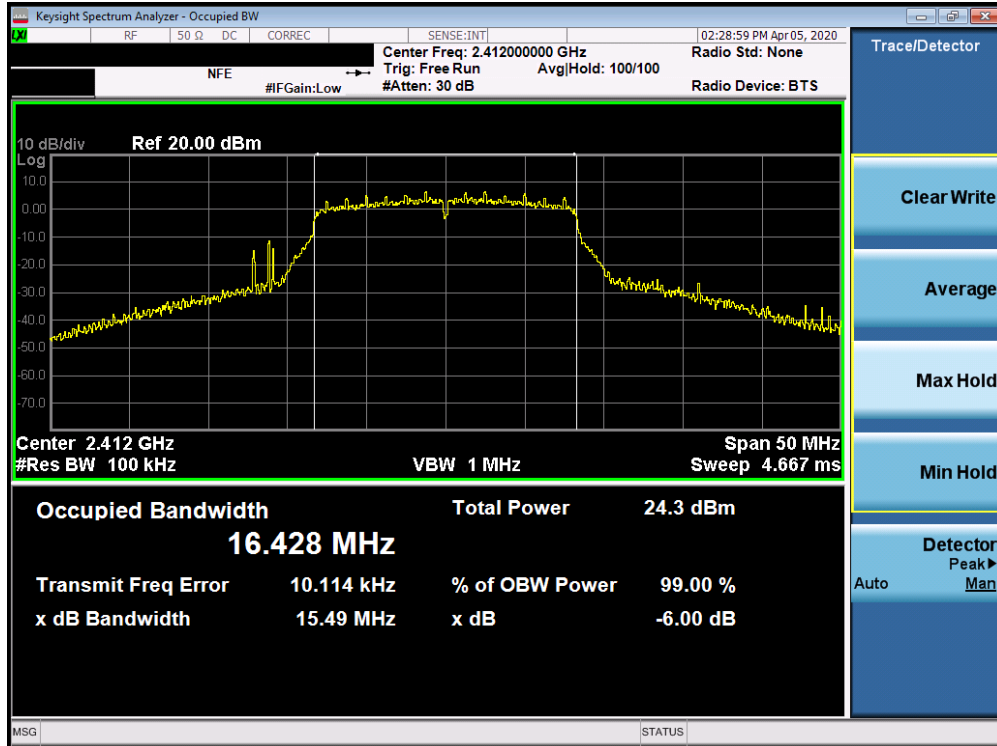 Keysight Spectrum Analyzer - Occupied BW
LXI RF 50 Ω DC CORREC SENSE:INT 02:28:59 PM Apr 05, 2020
Center Freq: 2.412000000 GHz Radio Std: None
NFE Trig: Free Run Avg|Hold: 100/100
#IFGain:Low #Atten: 30 dB Radio Device: BTS
Trace/Detector
10 dB/div Ref 20.00 dBm
Log
10.0
0.00
-10.0
-20.0
-30.0
-40.0
-50.0
-60.0
-70.0
Center 2.412 GHz Span 50 MHz
#Res BW 100 kHz VBW 1 MHz Sweep 4.667 ms
Occupied Bandwidth Total Power 24.3 dBm
16.428 MHz
Transmit Freq Error 10.114 kHz % of OBW Power 99.00 %
x dB Bandwidth 15.49 MHz x dB -6.00 dB
Clear Write
Average
Max Hold
Min Hold
Detector
Peak▶
Auto Man
MSG STATUS